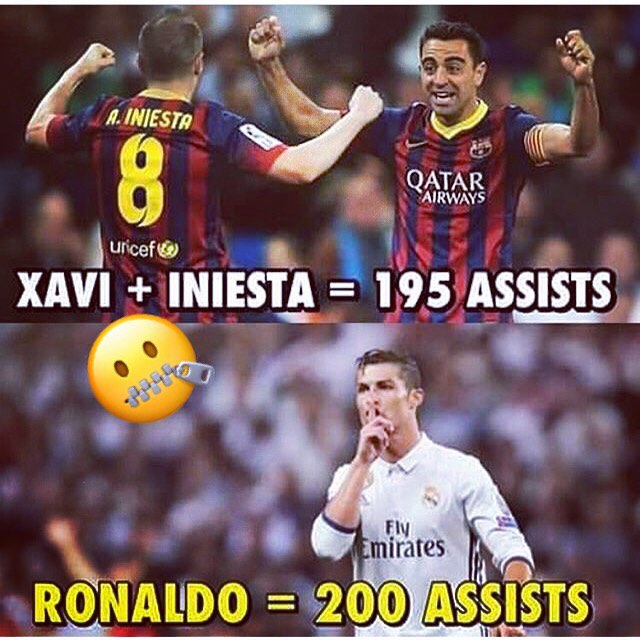 A. INIESTA
8
unicef
QATAR
AIRWAYS
XAVI + INIESTA = 195 ASSISTS
Fly
Emirates
RONALDO = 200 ASSISTS